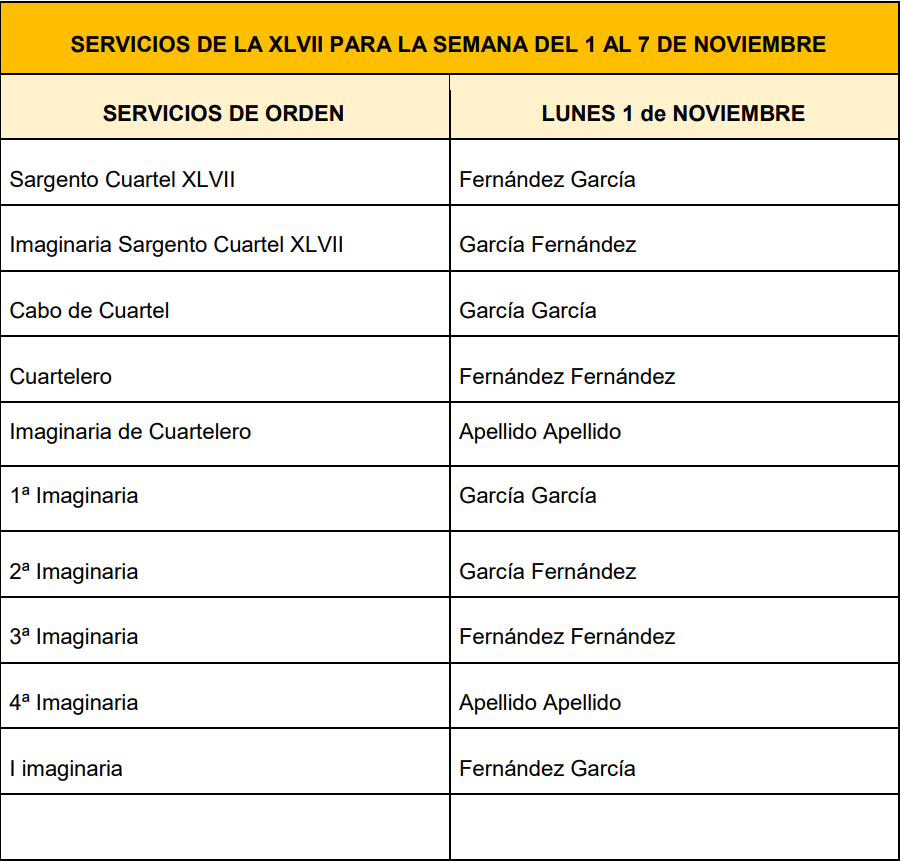 SERVICIOS DE LA XLVII PARA LA SEMANA DEL 1 AL 7 DE NOVIEMBRE
SERVICIOS DE ORDEN LUNES 1 de NOVIEMBRE
Sargento Cuartel XLVII Fernández García
Imaginaria Sargento Cuartel XLVII García Fernández
Cabo de Cuartel García García
Cuartelero Fernández Fernández
Imaginaria de Cuartelero Apellido Apellido
1ª Imaginaria García García
2ª Imaginaria García Fernández
3ª Imaginaria Fernández Fernández
4ª Imaginaria Apellido Apellido
I imaginaria Fernández García